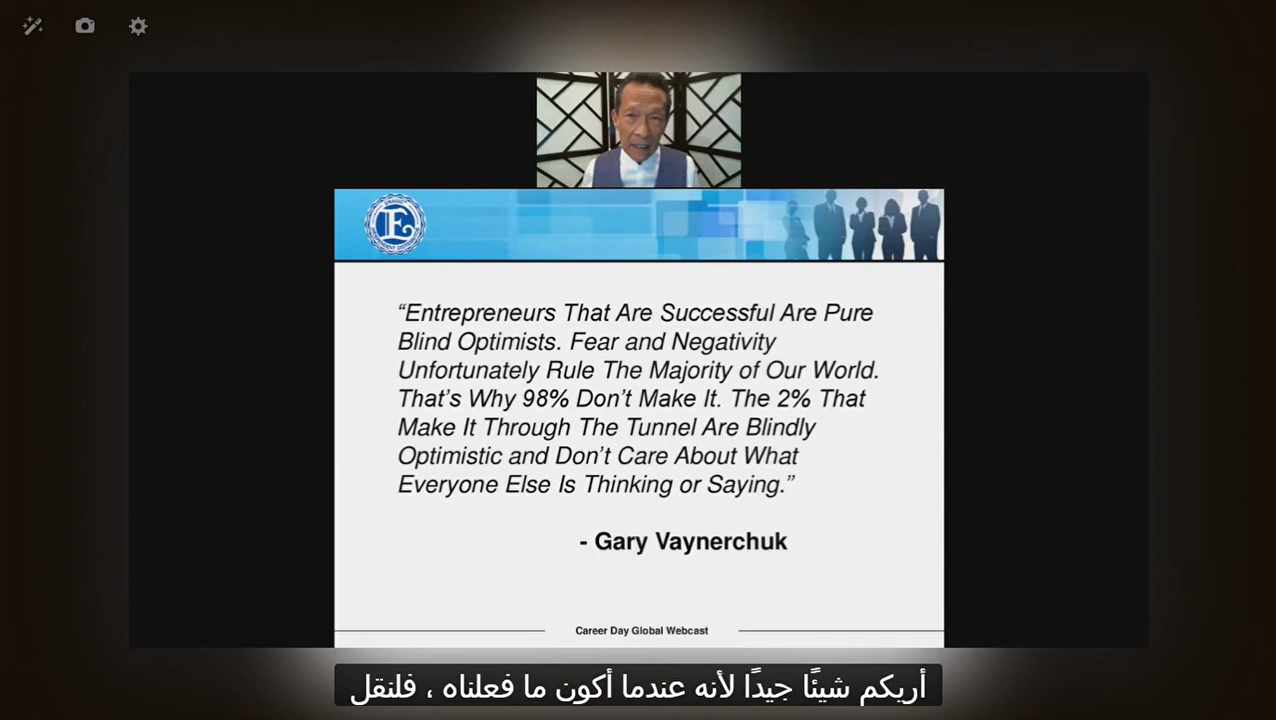 E
“Entrepreneurs That Are Successful Are Pure
Blind Optimists. Fear and Negativity
Unfortunately Rule The Majority of Our World.
That’s Why 98% Don’t Make It. The 2% That
Make It Through The Tunnel Are Blindly
Optimistic and Don’t Care About What
Everyone Else Is Thinking or Saying.”
- Gary Vaynerchuk
Career Day Global Webcast
أريكم شيئًا جيدًا لأنه عندما أكون ما فعلناه ، فلنقل